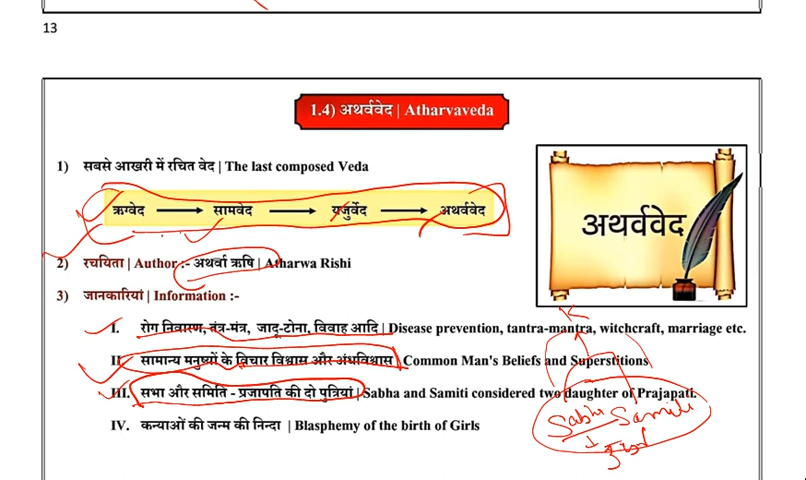 13
1.4) अथर्ववेद | Atharvaveda
1) सबसे आखरी में रचित वेद | The last composed Veda
ऋग्वेद → सामवेद → यजुर्वेद → अथर्ववेद
अथर्ववेद
2) रचयिता | Author :- अथर्वा ऋषि | Atharwa Rishi
3) जानकारियां | Information :-
I. रोग निवारण, तंत्र-मंत्र, जादू-टोना, विवाह आदि | Disease prevention, tantra-mantra, witchcraft, marriage etc.
II. सामान्य मनुष्यों के विचार विश्वास और अंधविश्वास | Common Man's Beliefs and Superstitions
III. सभा और समिति - प्रजापति की दो पुत्रियां | Sabha and Samiti considered two daughter of Prajapati.
Sabha Samiti
IV. कन्याओं की जन्म की निन्दा | Blasphemy of the birth of Girls